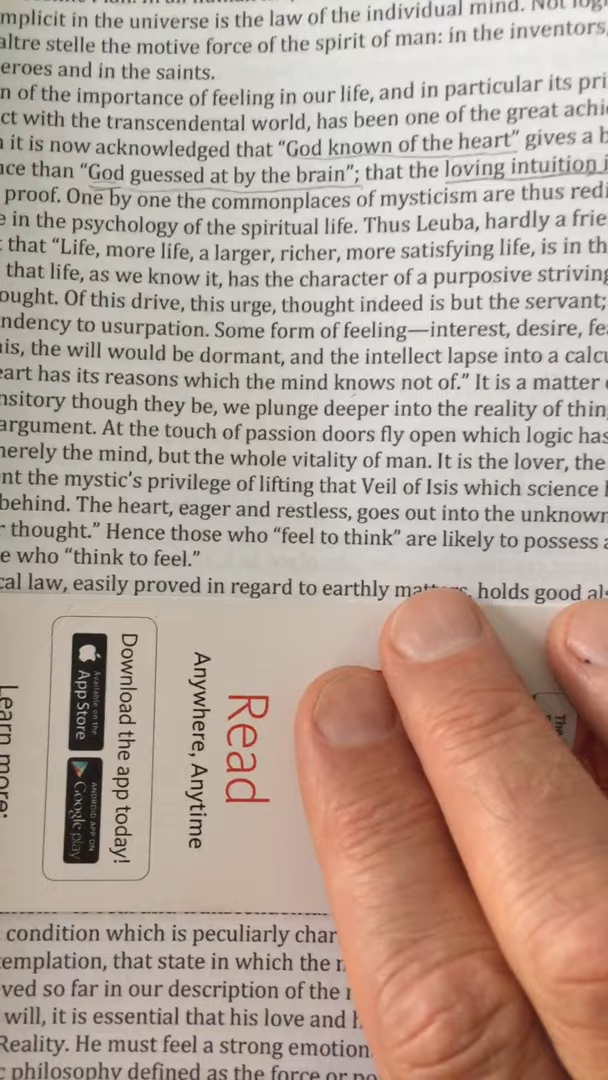 mplicit in the universe is the law of the individual mind. Not
altre stelle the motive force of the spirit of man: in the inventors,
eroes and in the saints.
n of the importance of feeling in our life, and in particular its pri
ct with the transcendental world, has been one of the great achi
it is now acknowledged that “God known of the heart” gives a b
nce than “God guessed at by the brain”; that the loving intuition i
proof. One by one the commonplaces of mysticism are thus redi
e in the psychology of the spiritual life. Thus Leuba, hardly a frie
that “Life, more life, a larger, richer, more satisfying life, is in th
that life, as we know it, has the character of a purposive striving
ought. Of this drive, this urge, thought indeed is but the servant;
ndency to usurpation. Some form of feeling—interest, desire, fea
is, the will would be dormant, and the intellect lapse into a calcu
eart has its reasons which the mind knows not of.” It is a matter
nsitory though they be, we plunge deeper into the reality of thin
argument. At the touch of passion doors fly open which logic has
merely the mind, but the whole vitality of man. It is the lover, the
nt the mystic’s privilege of lifting that Veil of Isis which science
behind. The heart, eager and restless, goes out into the unknown
r thought.” Hence those who “feel to think” are likely to possess a
e who “think to feel.”
cal law, easily proved in regard to earthly matters, holds good als
Read
Anywhere, Anytime
Download the app today!
Available on the
App Store
ANDROID APP ON
Google play
Learn more:
The
condition which is peculiarly char
templation, that state in which the
ved so far in our description of the
will, it is essential that his love and h
Reality. He must feel a strong emotion
c philosophy defined as the force or po